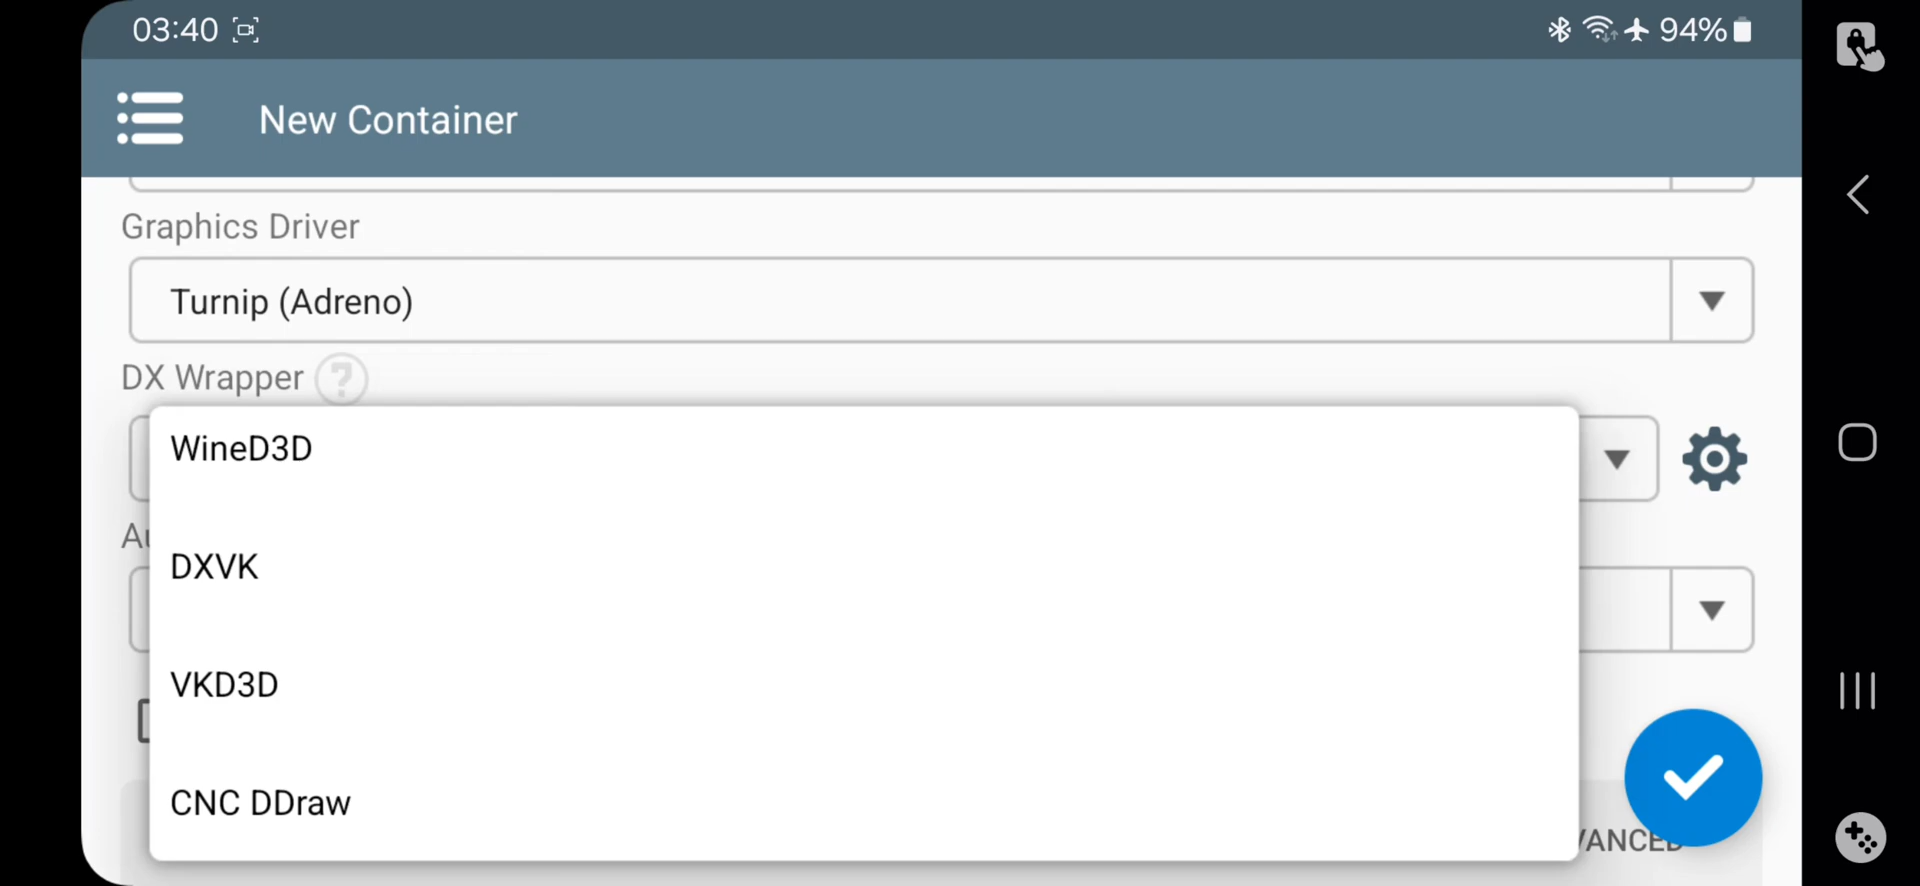 03:40
94%
New Container
Graphics Driver
Turnip (Adreno)
DX Wrapper ?
WineD3D
DXVK
VKD3D
CNC DDraw